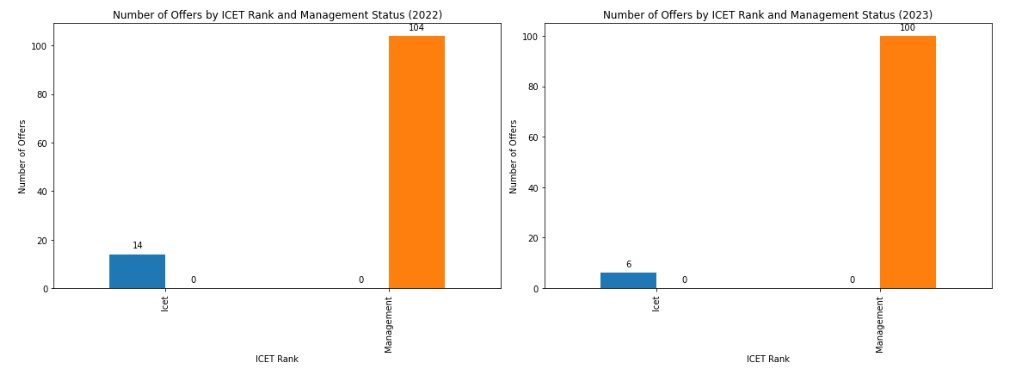 Number of Offers by ICET Rank and Management Status (2022)
Number of Offers
100
80
60
40
20
0
14
0
0
104
Icet
Management
ICET Rank
Number of Offers by ICET Rank and Management Status (2023)
Number of Offers
100
80
60
40
20
0
6
0
0
100
Icet
Management
ICET Rank